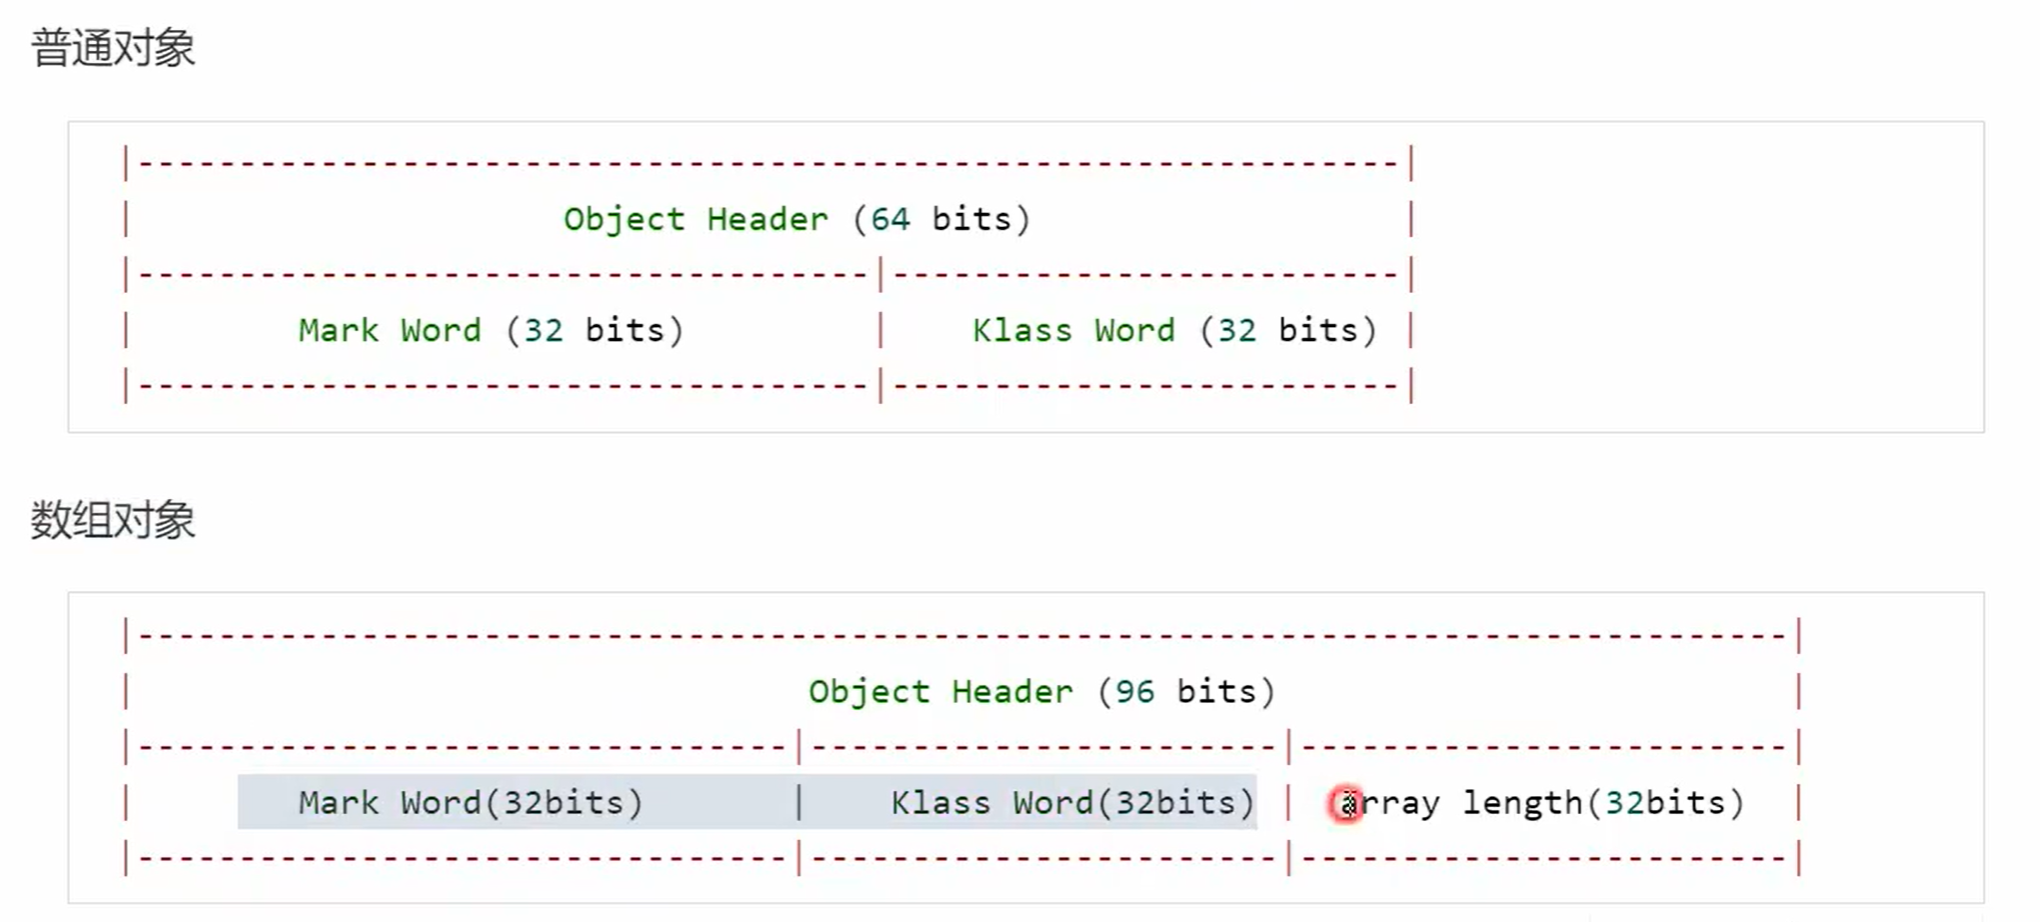 普通对象
|--------------------------------------------------------------|
| Object Header (64 bits) |
|------------------------------------|-------------------------|
| Mark Word (32 bits) | Klass Word (32 bits) |
|------------------------------------|-------------------------|
数组对象
|---------------------------------------------------------------------------------|
| Object Header (96 bits) |
|--------------------------------|-----------------------|------------------------|
| Mark Word(32bits) | Klass Word(32bits) | array length(32bits) |
|--------------------------------|-----------------------|------------------------|